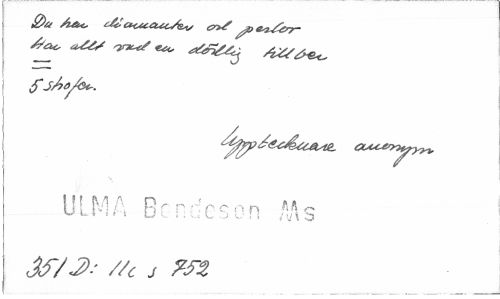 Du har diamanter och perlor
Har allt vad en dödlig tillber
=
5 strofer.
Upptecknare anonym
ULMA Bondeson Ms
351 D: 11c s 752